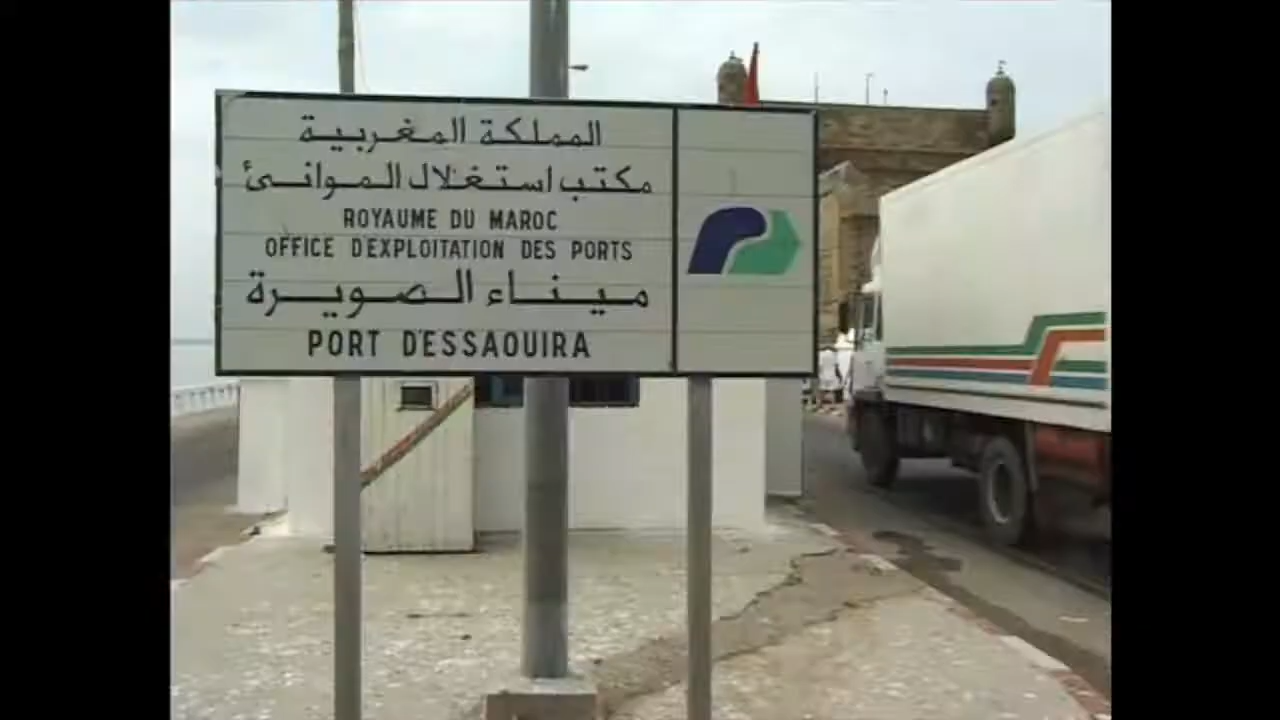 المملكة المغربية
مكتب استغلال الموانئ
ROYAUME DU MAROC
OFFICE D'EXPLOITATION DES PORTS
ميناء الصويرة
PORT D'ESSAOUIRA